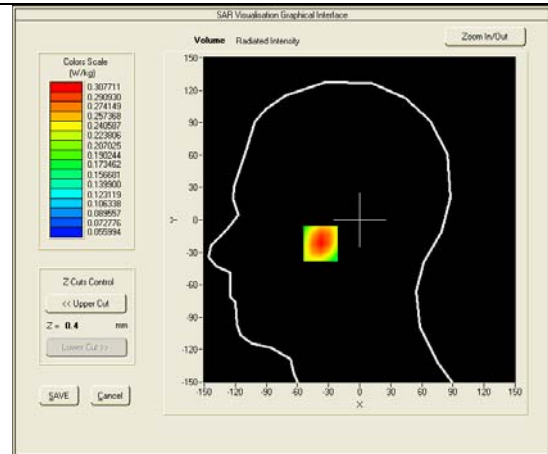 SAR Visualisation Graphical Interface
Volume Radiated Intensity
Zoom In/Out
Colors Scale
(W/kg)
0.307711
0.290930
0.274149
0.257368
0.240587
0.223806
0.207025
0.190244
0.173462
0.156681
0.139900
0.123119
0.106338
0.089557
0.072776
0.055994
Z Cuts Control
<< Upper Cut
Z = 0.4 mm
Lower Cut >>
SAVE Cancel
150
120
90
60
30
0
-30
-60
-90
-120
-150
Y
-150 -120 -90 -60 -30 0 30 60 90 120 150
X